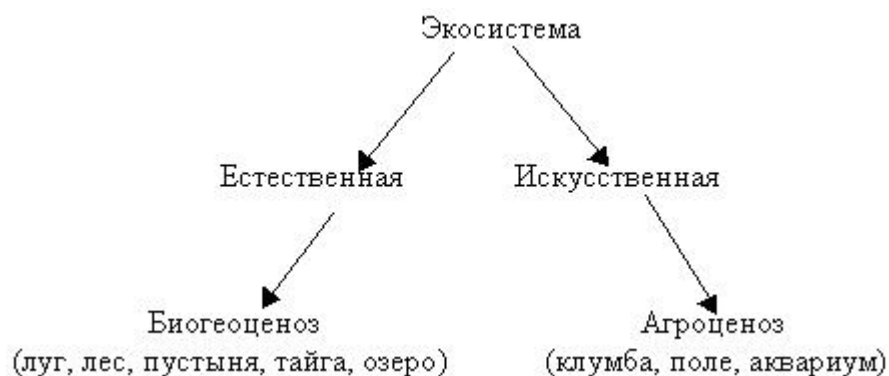 Экосистема
Естественная Искусственная
Биогеоценоз Агроценоз
(луг, лес, пустыня, тайга, озеро) (клумба, поле, аквариум)